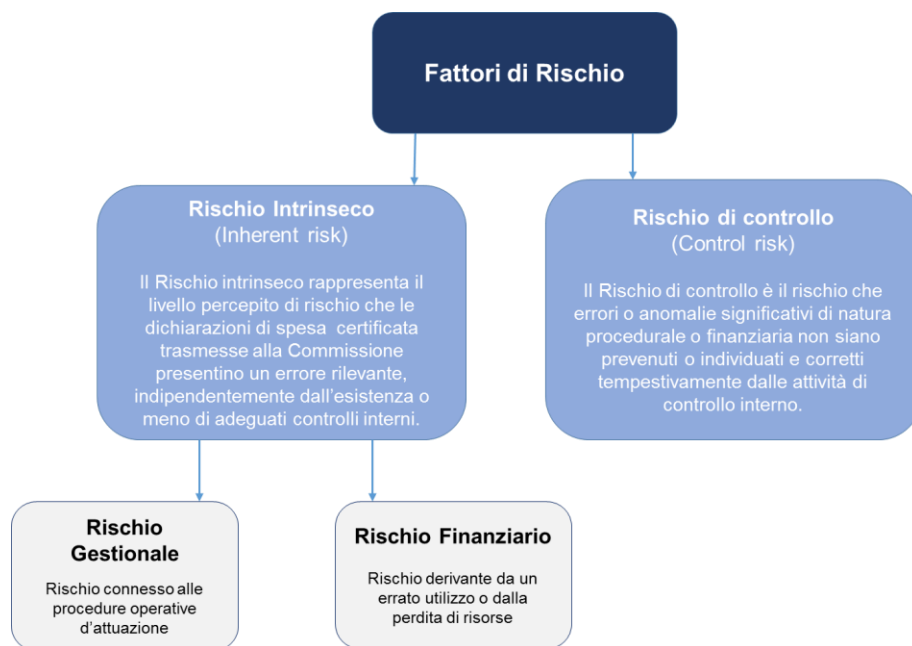 Fattori di Rischio
Rischio Intrinseco
(Inherent risk)
Il Rischio intrinseco rappresenta il
livello percepito di rischio che le
dichiarazioni di spesa certificata
trasmesse alla Commissione
presentino un errore rilevante,
indipendentemente dall'esistenza o
meno di adeguati controlli interni.
Rischio di controllo
(Control risk)
Il Rischio di controllo è il rischio che
errori o anomalie significativi di natura
procedurale o finanziaria non siano
prevenuti o individuati e corretti
tempestivamente dalle attività di
controllo interno.
Rischio
Gestionale
Rischio connesso alle
procedure operative
d'attuazione
Rischio Finanziario
Rischio derivante da un
errato utilizzo o dalla
perdita di risorse